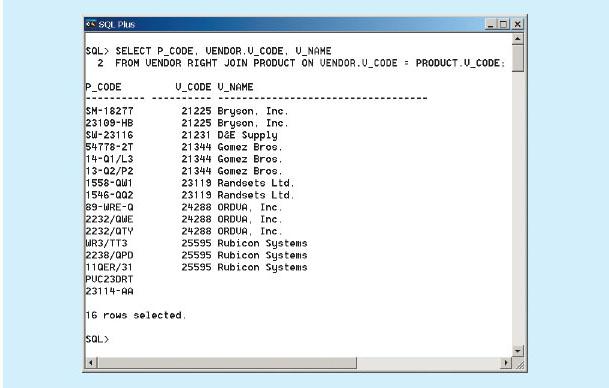 SQL Plus
SQL> SELECT P_CODE, VENDOR.V_CODE, V_NAME
2 FROM VENDOR RIGHT JOIN PRODUCT ON VENDOR.V_CODE = PRODUCT.V_CODE;
P_CODE V_CODE V_NAME
---------- ---------- -----------------------------------
SM-18277 21225 Bryson, Inc.
23109-HB 21225 Bryson, Inc.
SW-23116 21231 D&E Supply
54778-2T 21344 Gomez Bros.
14-Q1/L3 21344 Gomez Bros.
13-Q2/P2 21344 Gomez Bros.
1558-QW1 23119 Randsets Ltd.
1546-QQ2 23119 Randsets Ltd.
89-WRE-Q 24288 ORDVA, Inc.
2232/QWE 24288 ORDVA, Inc.
2232/QTY 24288 ORDVA, Inc.
WR3/TT3 25595 Rubicon Systems
2238/QPD 25595 Rubicon Systems
11QER/31 25595 Rubicon Systems
PVC23DRT
23114-AA
16 rows selected.
SQL>